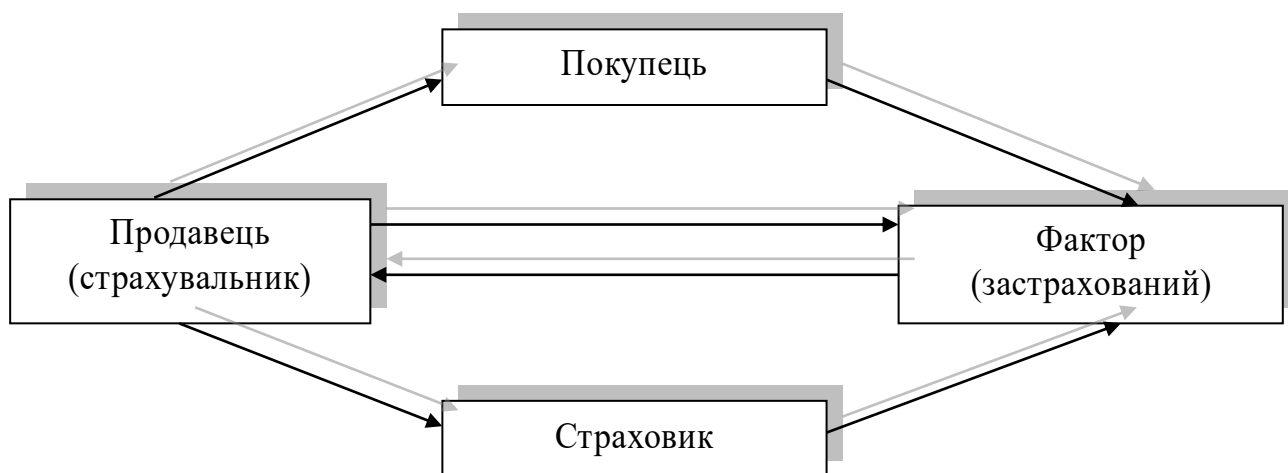 Покупець
Продавець
(страхувальник)
Фактор
(застрахований)
Страховик